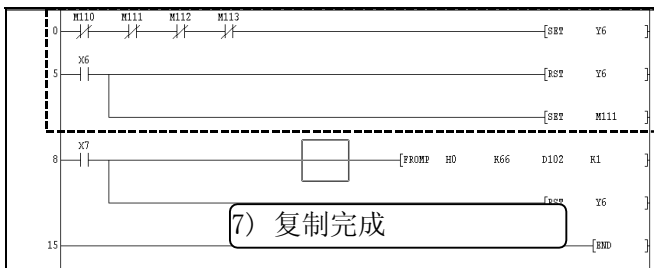 M110 M111 M112 M113
0 [SET Y6 ]
X6
5 [RST Y6 ]
[SET M111 ]
X7
8 [FROMP H0 K66 D102 K1 ]
[RST Y6 ]
7) 复制完成
15 [END ]